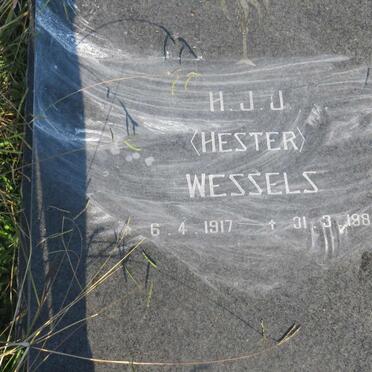 H.J.J
<HESTER>
WESSELS
6.4.1917 † 31.3.198